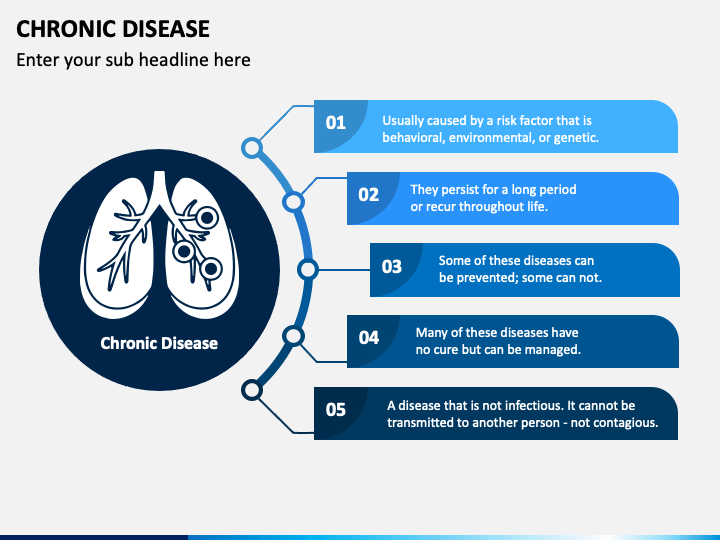 CHRONIC DISEASE
Enter your sub headline here
01
Usually caused by a risk factor that is
behavioral, environmental, or genetic.
02
They persist for a long period
or recur throughout life.
03
Some of these diseases can
be prevented; some can not.
04
Many of these diseases have
no cure but can be managed.
05
A disease that is not infectious. It cannot be
transmitted to another person - not contagious.
Chronic Disease